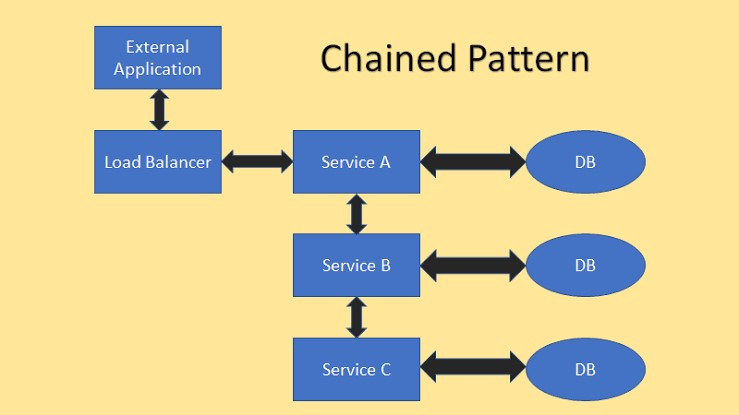 External
Application
Chained Pattern
Load Balancer
Service A
DB
Service B
DB
Service C
DB